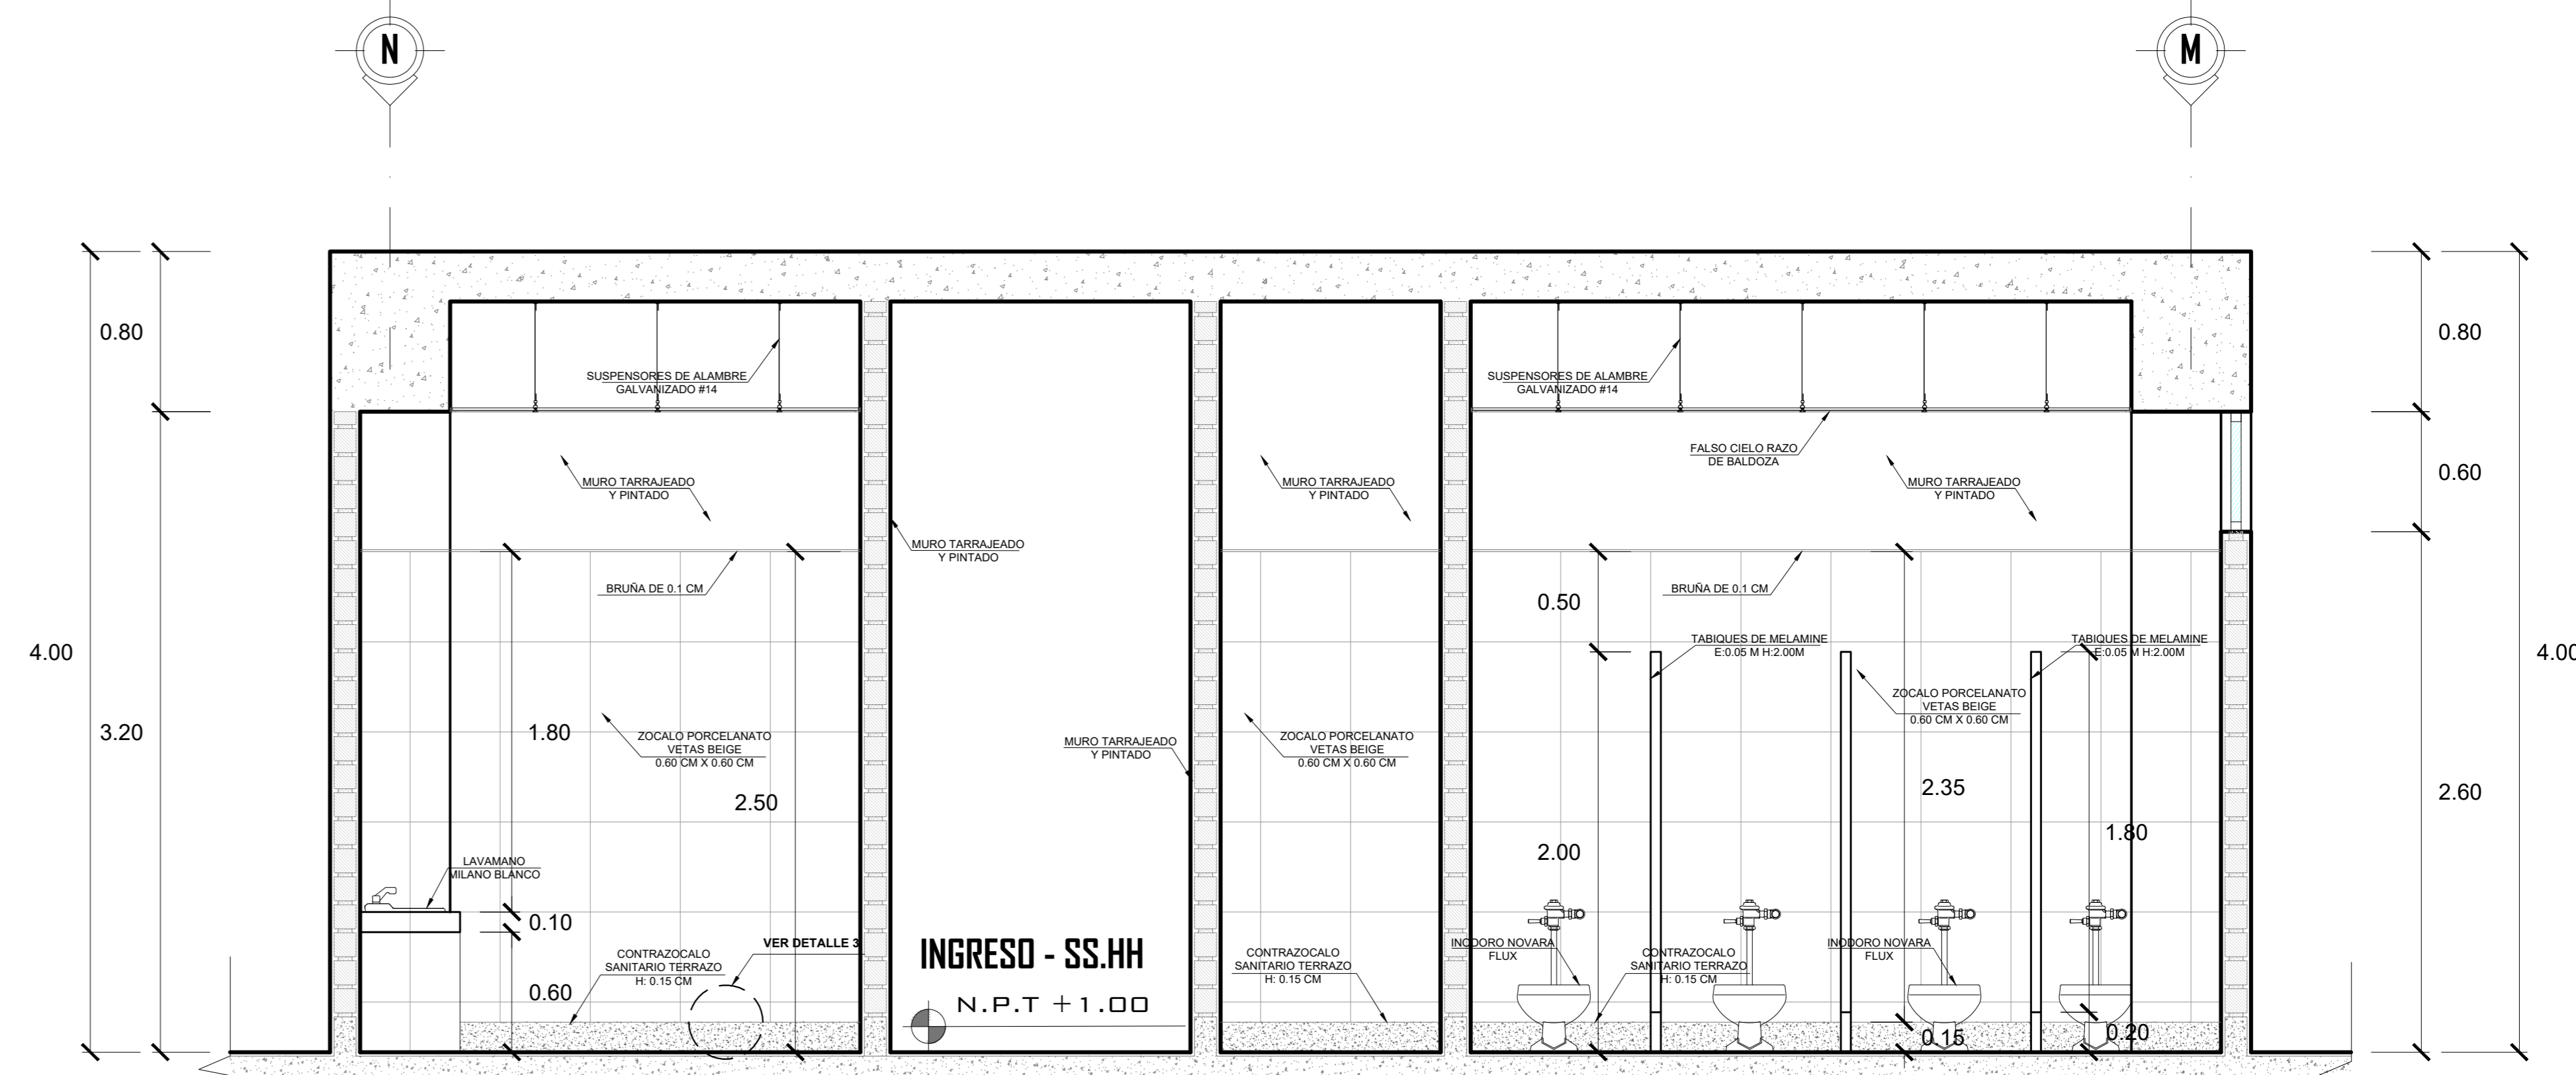 N
M
0.80
0.80
SUSPENSORES DE ALAMBRE
GALVANIZADO #14
SUSPENSORES DE ALAMBRE
GALVANIZADO #14
FALSO CIELO RAZO
DE BALDOZA
0.60
MURO TARRAJEADO
Y PINTADO
MURO TARRAJEADO
Y PINTADO
MURO TARRAJEADO
Y PINTADO
MURO TARRAJEADO
Y PINTADO
BRUÑA DE 0.1 CM
BRUÑA DE 0.1 CM
0.50
TABIQUES DE MELAMINE
E:0.05 M H:2.00M
TABIQUES DE MELAMINE
E:0.05 M H:2.00M
4.00
4.00
3.20
1.80
ZOCALO PORCELANATO
VETAS BEIGE
0.60 CM X 0.60 CM
MURO TARRAJEADO
Y PINTADO
ZOCALO PORCELANATO
VETAS BEIGE
0.60 CM X 0.60 CM
ZOCALO PORCELANATO
VETAS BEIGE
0.60 CM X 0.60 CM
2.50
2.35
2.60
1.80
2.00
LAVAMANO
MILANO BLANCO
0.10
VER DETALLE 3
INGRESO - SS.HH
N.P.T +1.00
CONTRAZOCALO
SANITARIO TERRAZO
H: 0.15 CM
CONTRAZOCALO
SANITARIO TERRAZO
H: 0.15 CM
INODORO NOVARA
FLUX
CONTRAZOCALO
SANITARIO TERRAZO
H: 0.15 CM
INODORO NOVARA
FLUX
0.60
0.15
0.20